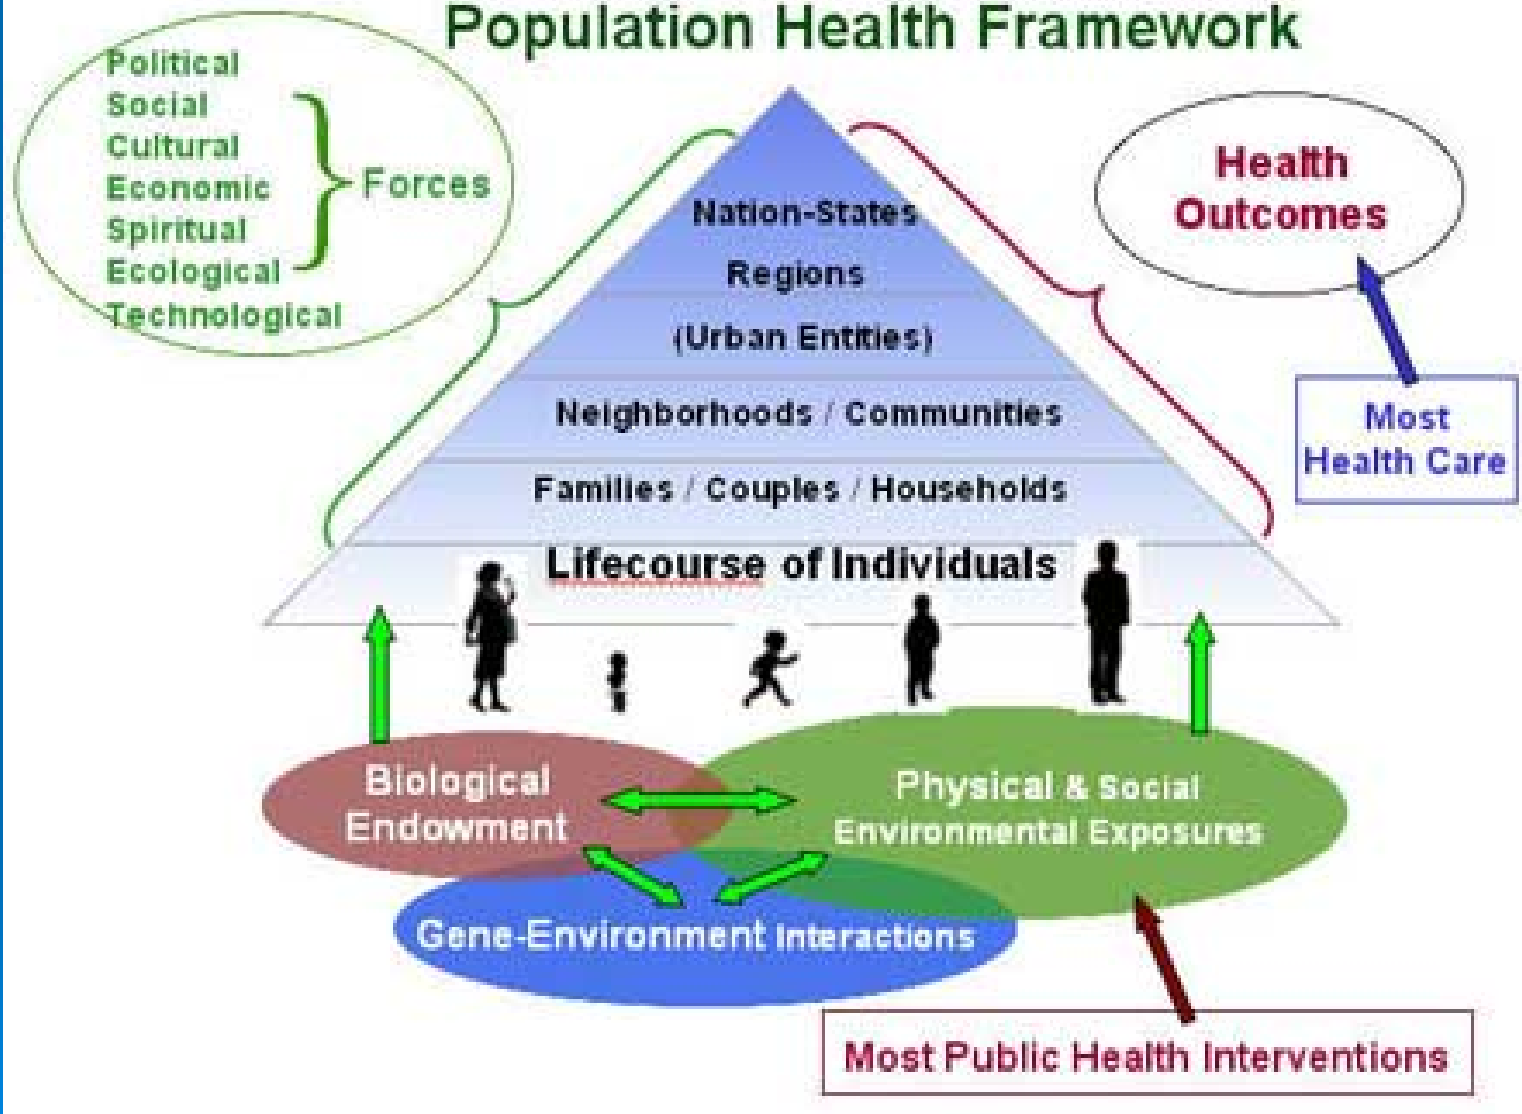 Population Health Framework
Political
Social
Cultural
Economic
Spiritual
Ecological
Technological
Forces
Nation-States
Regions
(Urban Entities)
Neighborhoods / Communities
Families / Couples / Households
Lifecourse of Individuals
Health
Outcomes
Most
Health Care
Biological
Endowment
Physical & Social
Environmental Exposures
Gene-Environment Interactions
Most Public Health Interventions